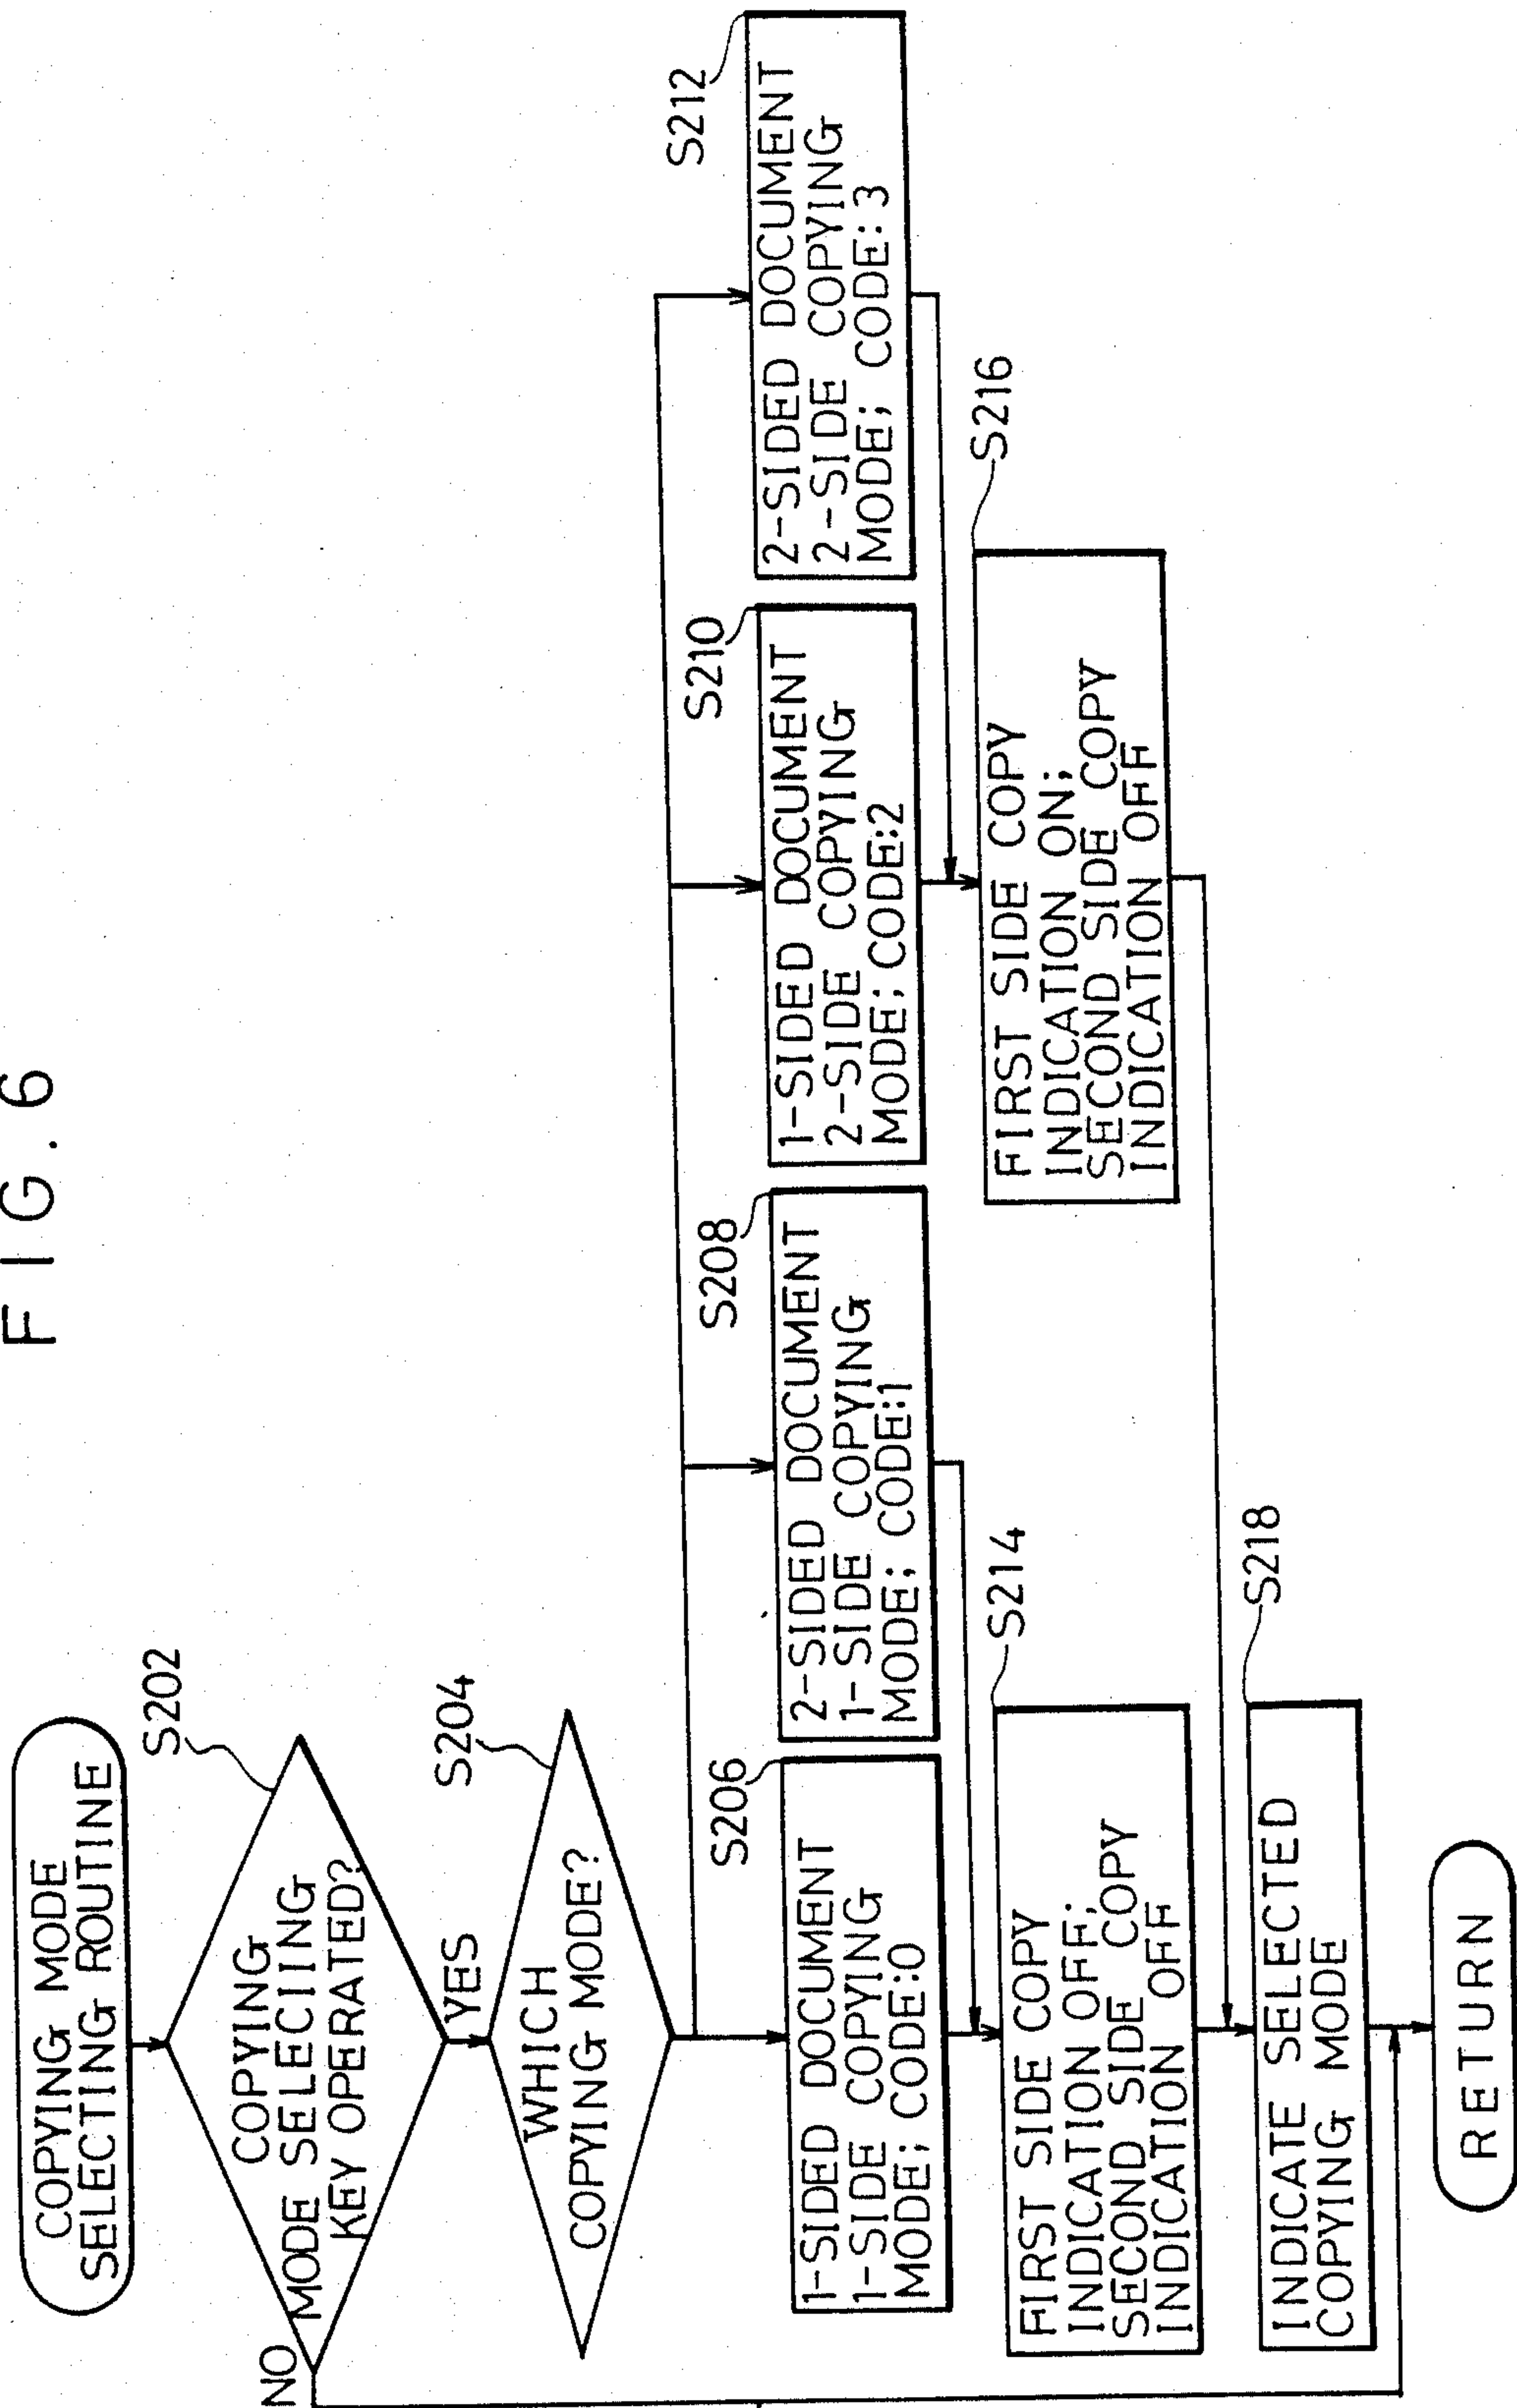 FIG.6
COPYING MODE
SELECTING ROUTINE
S202
COPYING
MODE SELECIING
KEY OPERATED?
NO
YES
S204
WHICH
COPYING MODE?
S206
1-SIDED DOCUMENT
1-SIDE COPYING
MODE; CODE:0
S208
2-SIDED DOCUMENT
1-SIDE COPYING
MODE; CODE:1
S210
1-SIDED DOCUMENT
2-SIDE COPYING
MODE; CODE:2
S212
2-SIDED DOCUMENT
2-SIDE COPYING
MODE; CODE:3
S214
FIRST SIDE COPY
INDICATION OFF;
SECOND SIDE COPY
INDICATION OFF
S216
FIRST SIDE COPY
INDICATION ON;
SECOND SIDE COPY
INDICATION OFF
S218
INDICATE SELECTED
COPYING MODE
RETURN